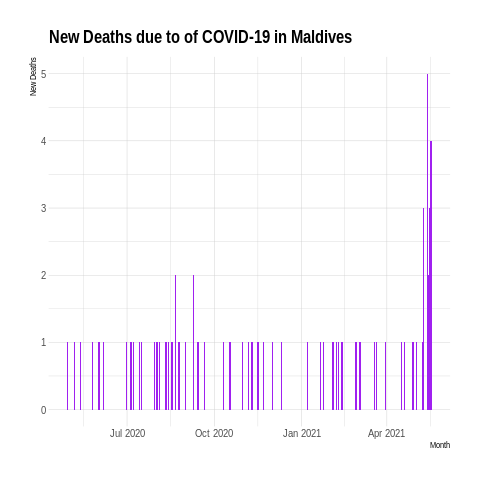 New Deaths due to of COVID-19 in Maldives
New Deaths
5
4
3
2
1
0
Jul 2020 Oct 2020 Jan 2021 Apr 2021
Month